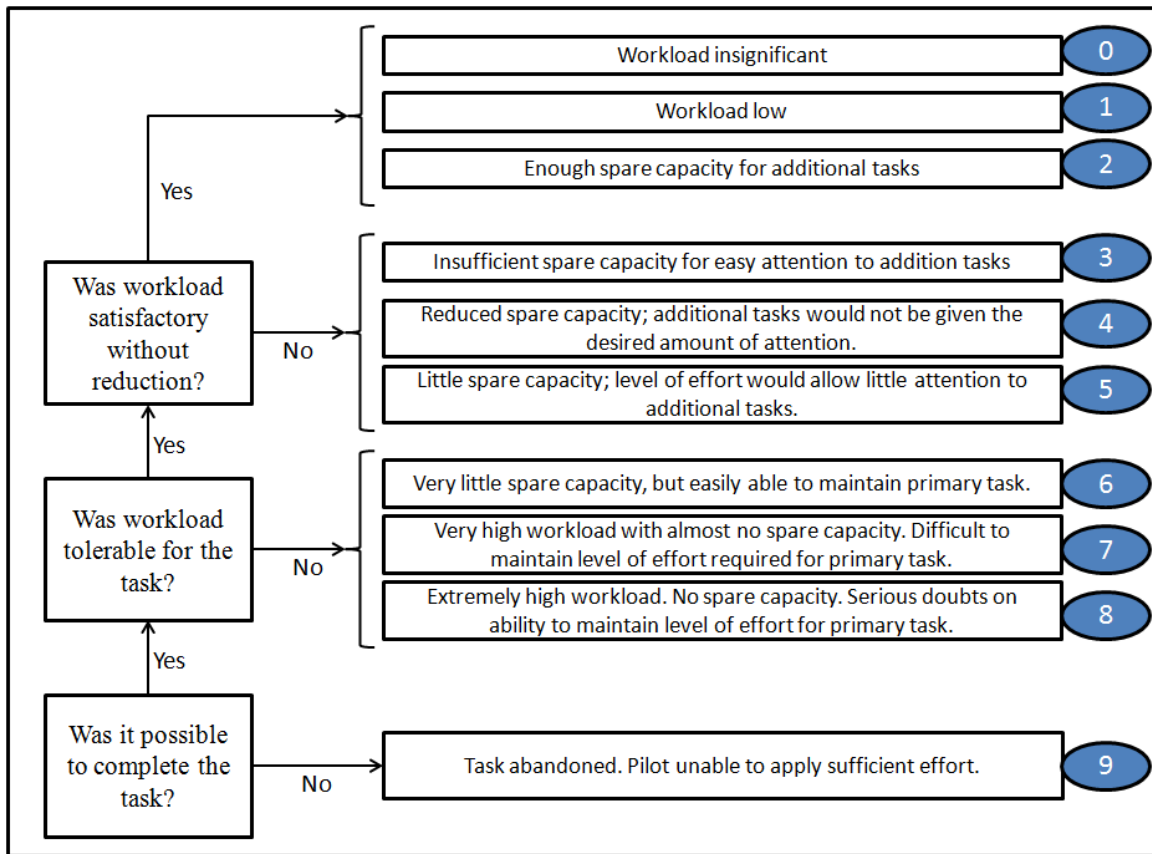 Workload insignificant
0
Workload low
1
Enough spare capacity for additional tasks
2
Yes
Insufficient spare capacity for easy attention to addition tasks
3
Was workload
satisfactory
without
reduction?
No
Reduced spare capacity; additional tasks would not be given the
desired amount of attention.
4
Little spare capacity; level of effort would allow little attention to
additional tasks.
5
Yes
Very little spare capacity, but easily able to maintain primary task.
6
Was workload
tolerable for the
task?
No
Very high workload with almost no spare capacity. Difficult to
maintain level of effort required for primary task.
7
Extremely high workload. No spare capacity. Serious doubts on
ability to maintain level of effort for primary task.
8
Yes
Was it possible
to complete the
task?
No
Task abandoned. Pilot unable to apply sufficient effort.
9